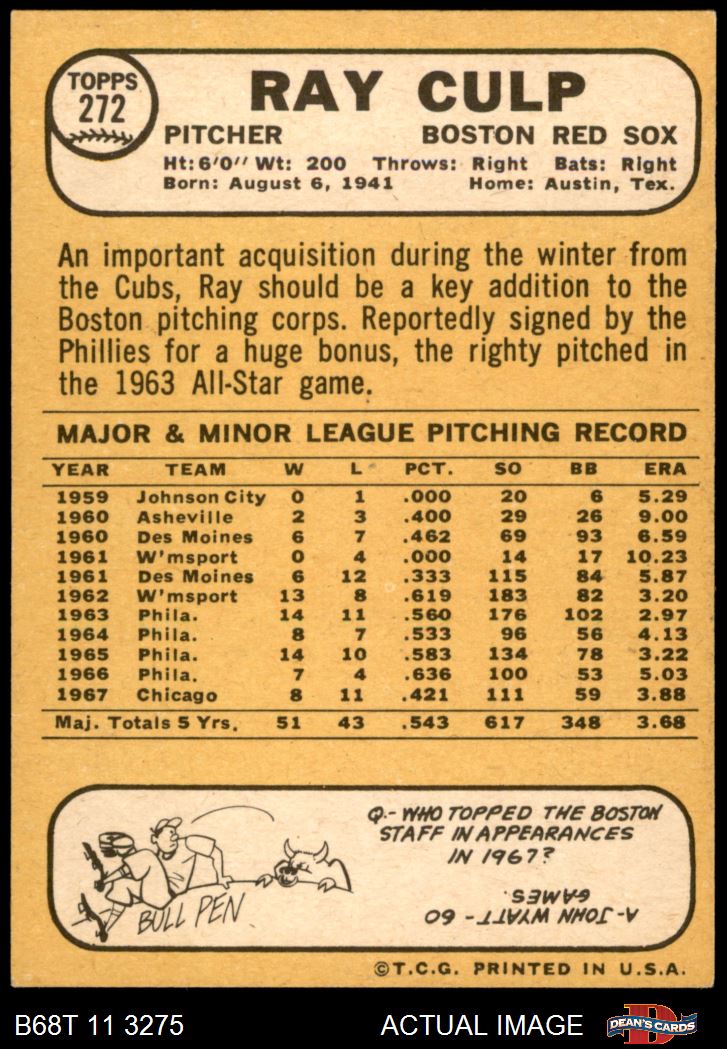 TOPPS
272
RAY CULP
PITCHER BOSTON RED SOX
Ht: 6'0" Wt: 200 Throws: Right Bats: Right
Born: August 6, 1941 Home: Austin, Tex.
An important acquisition during the winter from
the Cubs, Ray should be a key addition to the
Boston pitching corps. Reportedly signed by the
Phillies for a huge bonus, the righty pitched in
the 1963 All-Star game.
MAJOR & MINOR LEAGUE PITCHING RECORD
YEAR TEAM W L PCT. SO BB ERA
1959 Johnson City 0 1 .000 20 6 5.29
1960 Asheville 2 3 .400 29 26 9.00
1960 Des Moines 6 7 .462 69 93 6.59
1961 W'msport 0 4 .000 14 17 10.23
1961 Des Moines 6 12 .333 115 84 5.87
1962 W'msport 13 8 .619 183 82 3.20
1963 Phila. 14 11 .560 176 102 2.97
1964 Phila. 8 7 .533 96 56 4.13
1965 Phila. 14 10 .583 134 78 3.22
1966 Phila. 7 4 .636 100 53 5.03
1967 Chicago 8 11 .421 111 59 3.88
Maj. Totals 5 Yrs. 51 43 .543 617 348 3.68
Q.- WHO TOPPED THE BOSTON
STAFF IN APPEARANCES
IN 1967?
A- JOHN WYATT - 60
GAMES.
BULL PEN
©T.C.G. PRINTED IN U.S.A.
B68T 11 3275 ACTUAL IMAGE DEAN'S CARDS